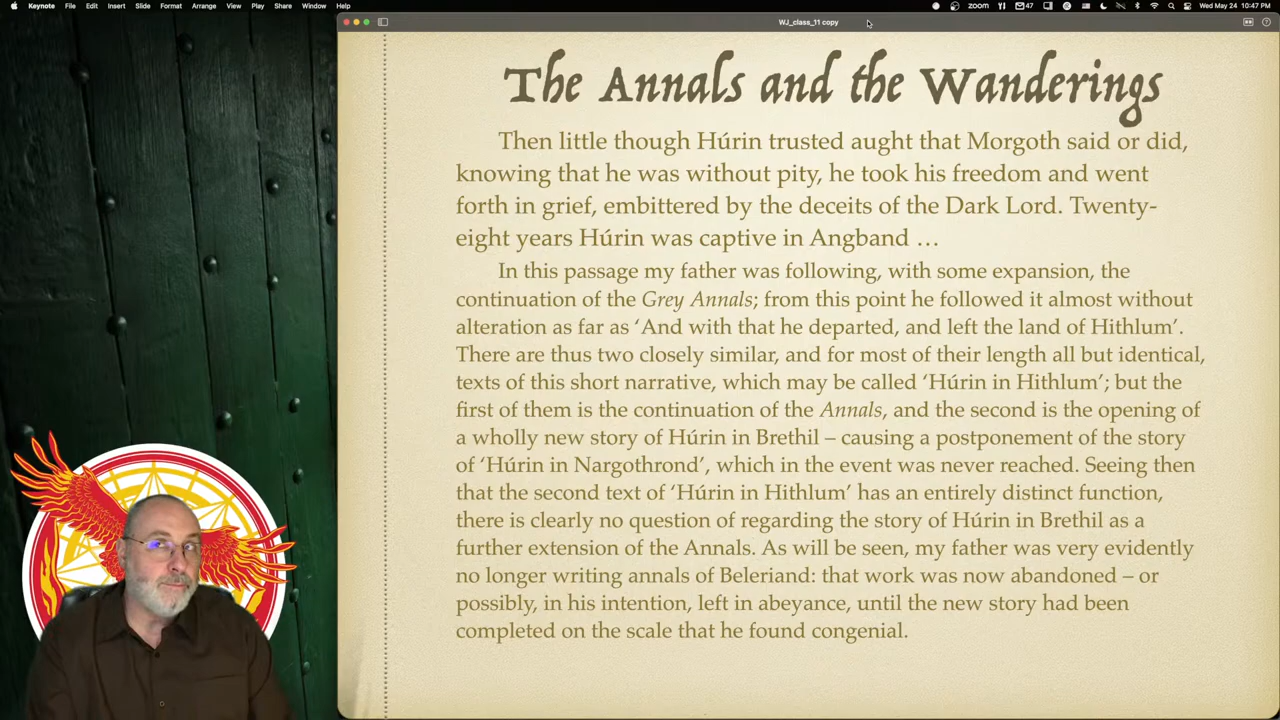 Keynote File Edit Insert Slide Format Arrange View Play Share Window Help zoom 47 Wed May 24 10:47 PM
WJ_class_11 copy
The Annals and the Wanderings
Then little though Húrin trusted aught that Morgoth said or did,
knowing that he was without pity, he took his freedom and went
forth in grief, embittered by the deceits of the Dark Lord. Twenty-
eight years Húrin was captive in Angband …
In this passage my father was following, with some expansion, the
continuation of the Grey Annals; from this point he followed it almost without
alteration as far as ‘And with that he departed, and left the land of Hithlum’.
There are thus two closely similar, and for most of their length all but identical,
texts of this short narrative, which may be called ‘Húrin in Hithlum’; but the
first of them is the continuation of the Annals, and the second is the opening of
a wholly new story of Húrin in Brethil – causing a postponement of the story
of ‘Húrin in Nargothrond’, which in the event was never reached. Seeing then
that the second text of ‘Húrin in Hithlum’ has an entirely distinct function,
there is clearly no question of regarding the story of Húrin in Brethil as a
further extension of the Annals. As will be seen, my father was very evidently
no longer writing annals of Beleriand: that work was now abandoned – or
possibly, in his intention, left in abeyance, until the new story had been
completed on the scale that he found congenial.